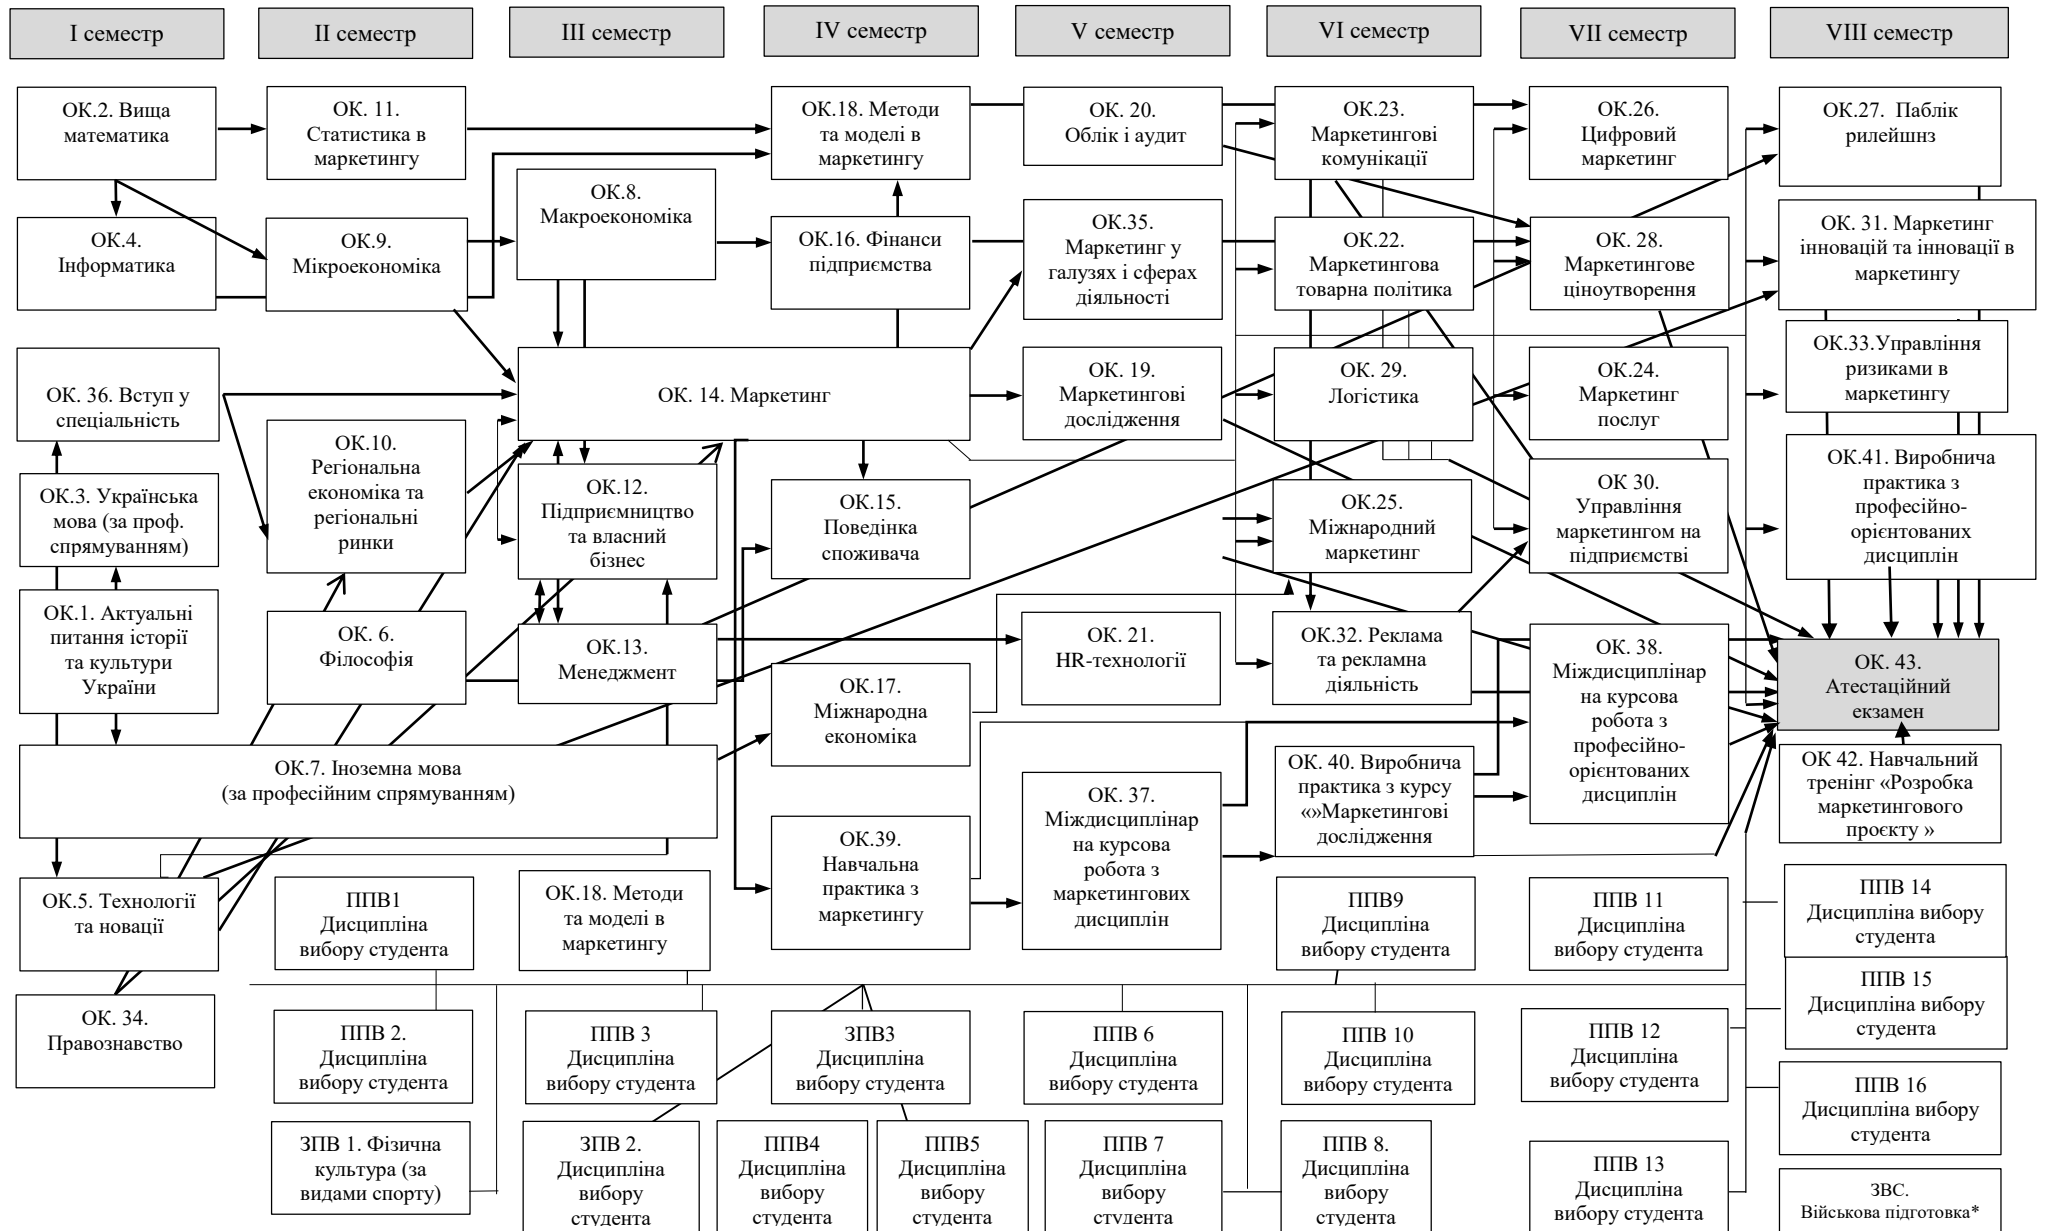 I семестр
II семестр
III семестр
IV семестр
V семестр
VI семестр
VII семестр
VIII семестр
ОК.2. Вища
математика
ОК. 11.
Статистика в
маркетингу
ОК.18. Методи
та моделі в
маркетингу
ОК. 20.
Облік і аудит
ОК.23.
Маркетингові
комунікації
ОК.26.
Цифровий
маркетинг
ОК.27. Паблік
рилейшнз
ОК.4.
Інформатика
ОК.9.
Мікроекономіка
ОК.8.
Макроекономіка
ОК.16. Фінанси
підприємства
ОК.35.
Маркетинг у
галузях і сферах
діяльності
ОК.22.
Маркетингова
товарна політика
ОК. 28.
Маркетингове
ціноутворення
ОК. 31. Маркетинг
інновацій та інновації в
маркетингу
ОК. 36. Вступ у
спеціальність
ОК. 14. Маркетинг
ОК. 19.
Маркетингові
дослідження
ОК. 29.
Логістика
ОК.24.
Маркетинг
послуг
ОК.33.Управління
ризиками в
маркетингу
ОК.3. Українська
мова (за проф.
спрямуванням)
ОК.10.
Регіональна
економіка та
регіональні
ринки
ОК.12.
Підприємництво
та власний
бізнес
ОК.15.
Поведінка
споживача
ОК.25.
Міжнародний
маркетинг
ОК 30.
Управління
маркетингом на
підприємстві
ОК.41. Виробнича
практика з
професійно-
орієнтованих
дисциплін
ОК.1. Актуальні
питання історії
та культури
України
ОК. 6.
Філософія
ОК.13.
Менеджмент
ОК.17.
Міжнародна
економіка
ОК. 21.
HR-технології
ОК.32. Реклама
та рекламна
діяльність
ОК. 38.
Міждисциплінар
на курсова
робота з
професійно-
орієнтованих
дисциплін
ОК. 43.
Атестаційний
екзамен
ОК.7. Іноземна мова
(за професійним спрямуванням)
ОК.39.
Навчальна
практика з
маркетингу
ОК. 37.
Міждисциплінар
на курсова
робота з
маркетингових
дисциплін
ОК. 40. Виробнича
практика з курсу
«»Маркетингові
дослідження
ОК 42. Навчальний
тренінг «Розробка
маркетингового
проєкту »
ОК.5. Технології
та новації
ППВ1
Дисципліна
вибору студента
ОК.18. Методи
та моделі в
маркетингу
ППВ9
Дисципліна
вибору студента
ППВ 11
Дисципліна
вибору студента
ППВ 14
Дисципліна вибору
студента
ОК. 34.
Правознавство
ППВ 2.
Дисципліна
вибору студента
ППВ 3
Дисципліна
вибору студента
ЗПВ3
Дисципліна
вибору студента
ППВ 6
Дисципліна
вибору студента
ППВ 10
Дисципліна
вибору студента
ППВ 12
Дисципліна
вибору студента
ППВ 15
Дисципліна вибору
студента
ППВ 16
Дисципліна вибору
студента
ЗПВ 1. Фізична
культура (за
видами спорту)
ЗПВ 2.
Дисципліна
вибору
студента
ППВ4
Дисципліна
вибору
студента
ППВ5
Дисципліна
вибору
студента
ППВ 7
Дисципліна
вибору
студента
ППВ 8.
Дисципліна
вибору
студента
ППВ 13
Дисципліна
вибору студента
ЗВС.
Військова підготовка*